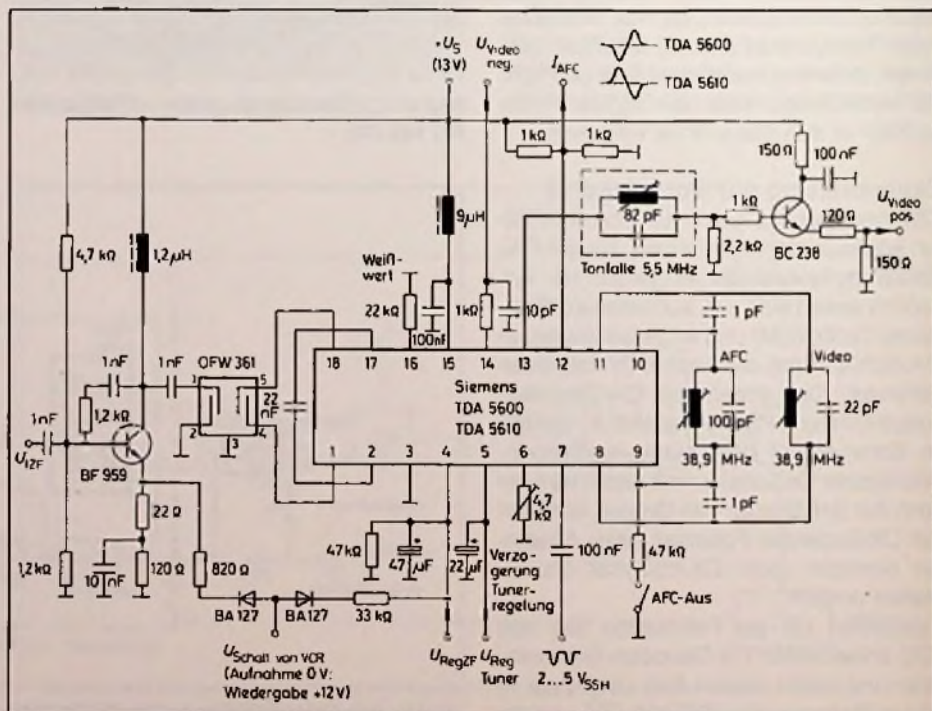 TDA 5600
TDA 5610
+U_S
(13 V)
U_Video
neg.
I_AFC
1 kΩ
1 kΩ
150 Ω
100 nF
4,7 kΩ
1,2 µH
9 µH
82 pF
Tonfalle 5,5 MHz
1 kΩ
120 Ω
U_Video
pos.
BC 238
2,2 kΩ
150 Ω
Weiß-
wert
22 kΩ
100 nF
1 kΩ
10 pF
1 nF
1 nF
OFW 361
1
5
2
3
4
22
nF
1 nF
1,2 kΩ
U_ZF
BF 959
18
17
16
15
14
13
12
11
10
Siemens
TDA 5600
TDA 5610
1
2
3
4
5
6
7
8
9
1 pF
AFC
Video
100 pF
22 pF
38,9 MHz
38,9 MHz
1 pF
22 Ω
1,2 kΩ
10 nF
120 Ω
820 Ω
47 kΩ
47 µF
22 µF
4,7
kΩ
Verzö-
gerung
Tuner-
regelung
100 nF
47 kΩ
AFC-Aus
BA 127
BA 127
33 kΩ
U_Schalt von VCR
(Aufnahme 0 V:
Wiedergabe +12 V)
U_RegZF
U_Reg
Tuner
2...5 V_SSH